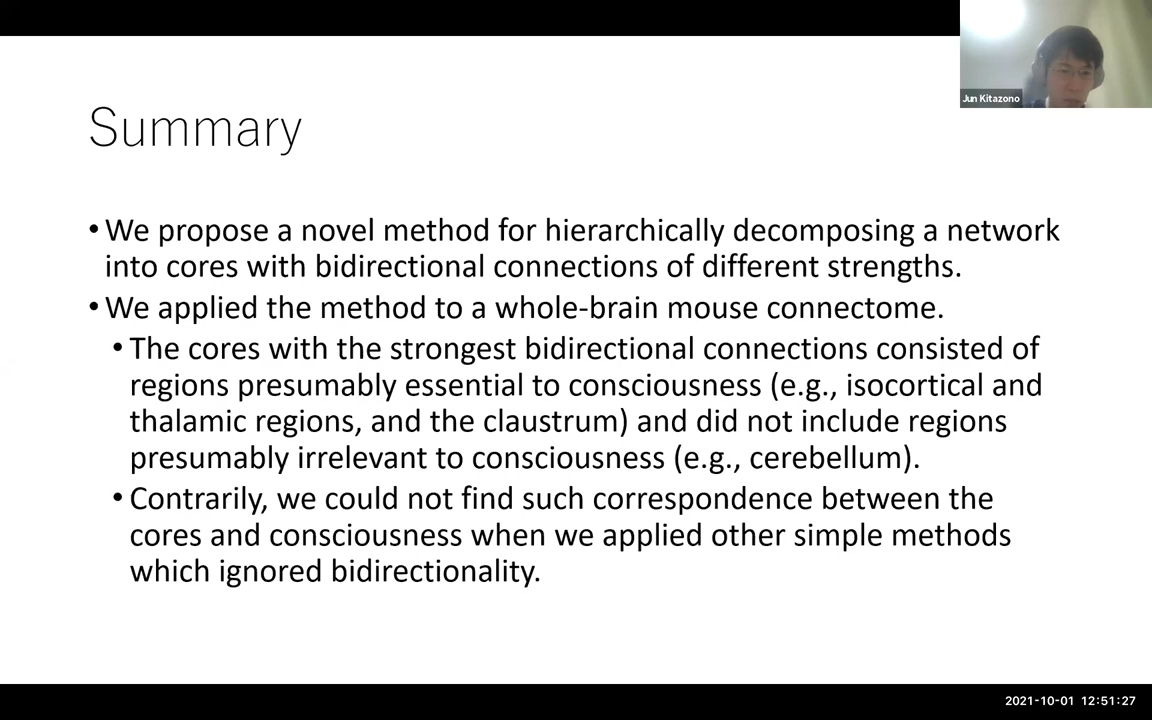 Jun Kitazono
Summary
• We propose a novel method for hierarchically decomposing a network
into cores with bidirectional connections of different strengths.
• We applied the method to a whole-brain mouse connectome.
• The cores with the strongest bidirectional connections consisted of
regions presumably essential to consciousness (e.g., isocortical and
thalamic regions, and the claustrum) and did not include regions
presumably irrelevant to consciousness (e.g., cerebellum).
• Contrarily, we could not find such correspondence between the
cores and consciousness when we applied other simple methods
which ignored bidirectionality.
2021-10-01 12:51:27